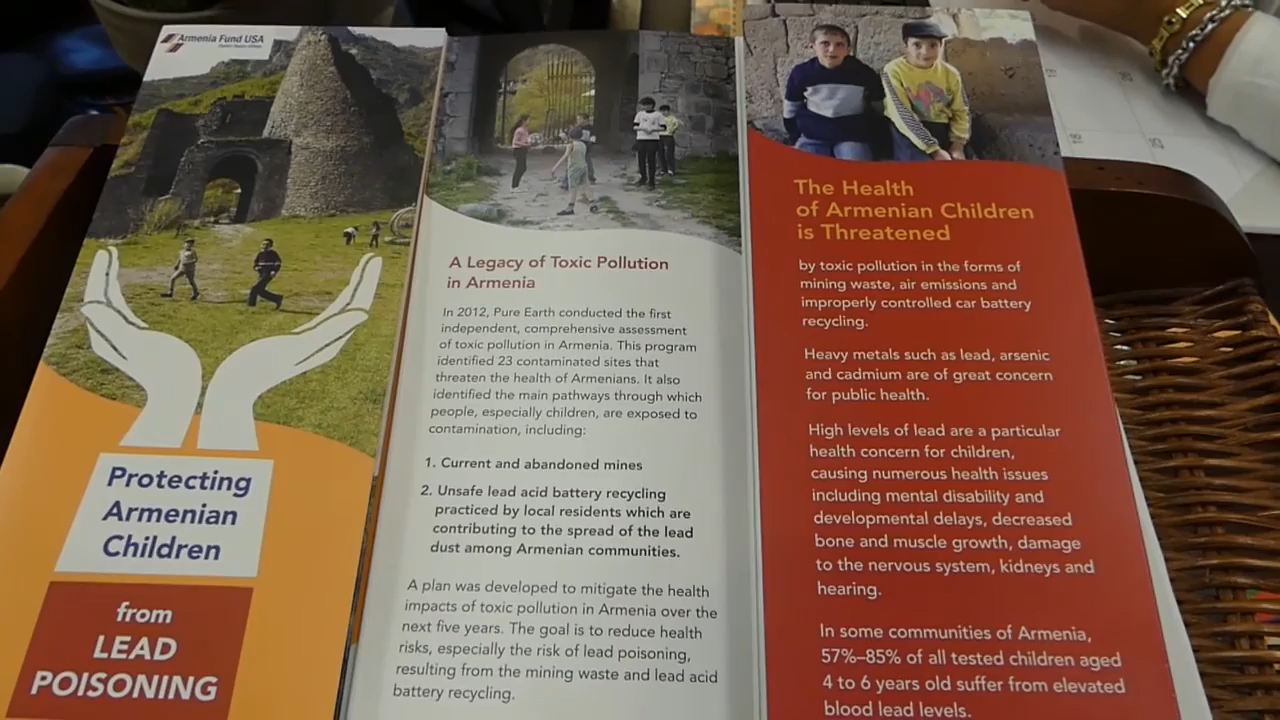 Armenia Fund USA
Protecting
Armenian
Children
from
LEAD
POISONING
A Legacy of Toxic Pollution
in Armenia
In 2012, Pure Earth conducted the first
independent, comprehensive assessment
of toxic pollution in Armenia. This program
identified 23 contaminated sites that
threaten the health of Armenians. It also
identified the main pathways through which
people, especially children, are exposed to
contamination, including:
1. Current and abandoned mines
2. Unsafe lead acid battery recycling
practiced by local residents which are
contributing to the spread of the lead
dust among Armenian communities.
A plan was developed to mitigate the health
impacts of toxic pollution in Armenia over the
next five years. The goal is to reduce health
risks, especially the risk of lead poisoning,
resulting from the mining waste and lead acid
battery recycling.
The Health
of Armenian Children
is Threatened
by toxic pollution in the forms of
mining waste, air emissions and
improperly controlled car battery
recycling.
Heavy metals such as lead, arsenic
and cadmium are of great concern
for public health.
High levels of lead are a particular
health concern for children,
causing numerous health issues
including mental disability and
developmental delays, decreased
bone and muscle growth, damage
to the nervous system, kidneys and
hearing.
In some communities of Armenia,
57%–85% of all tested children aged
4 to 6 years old suffer from elevated
blood lead levels.